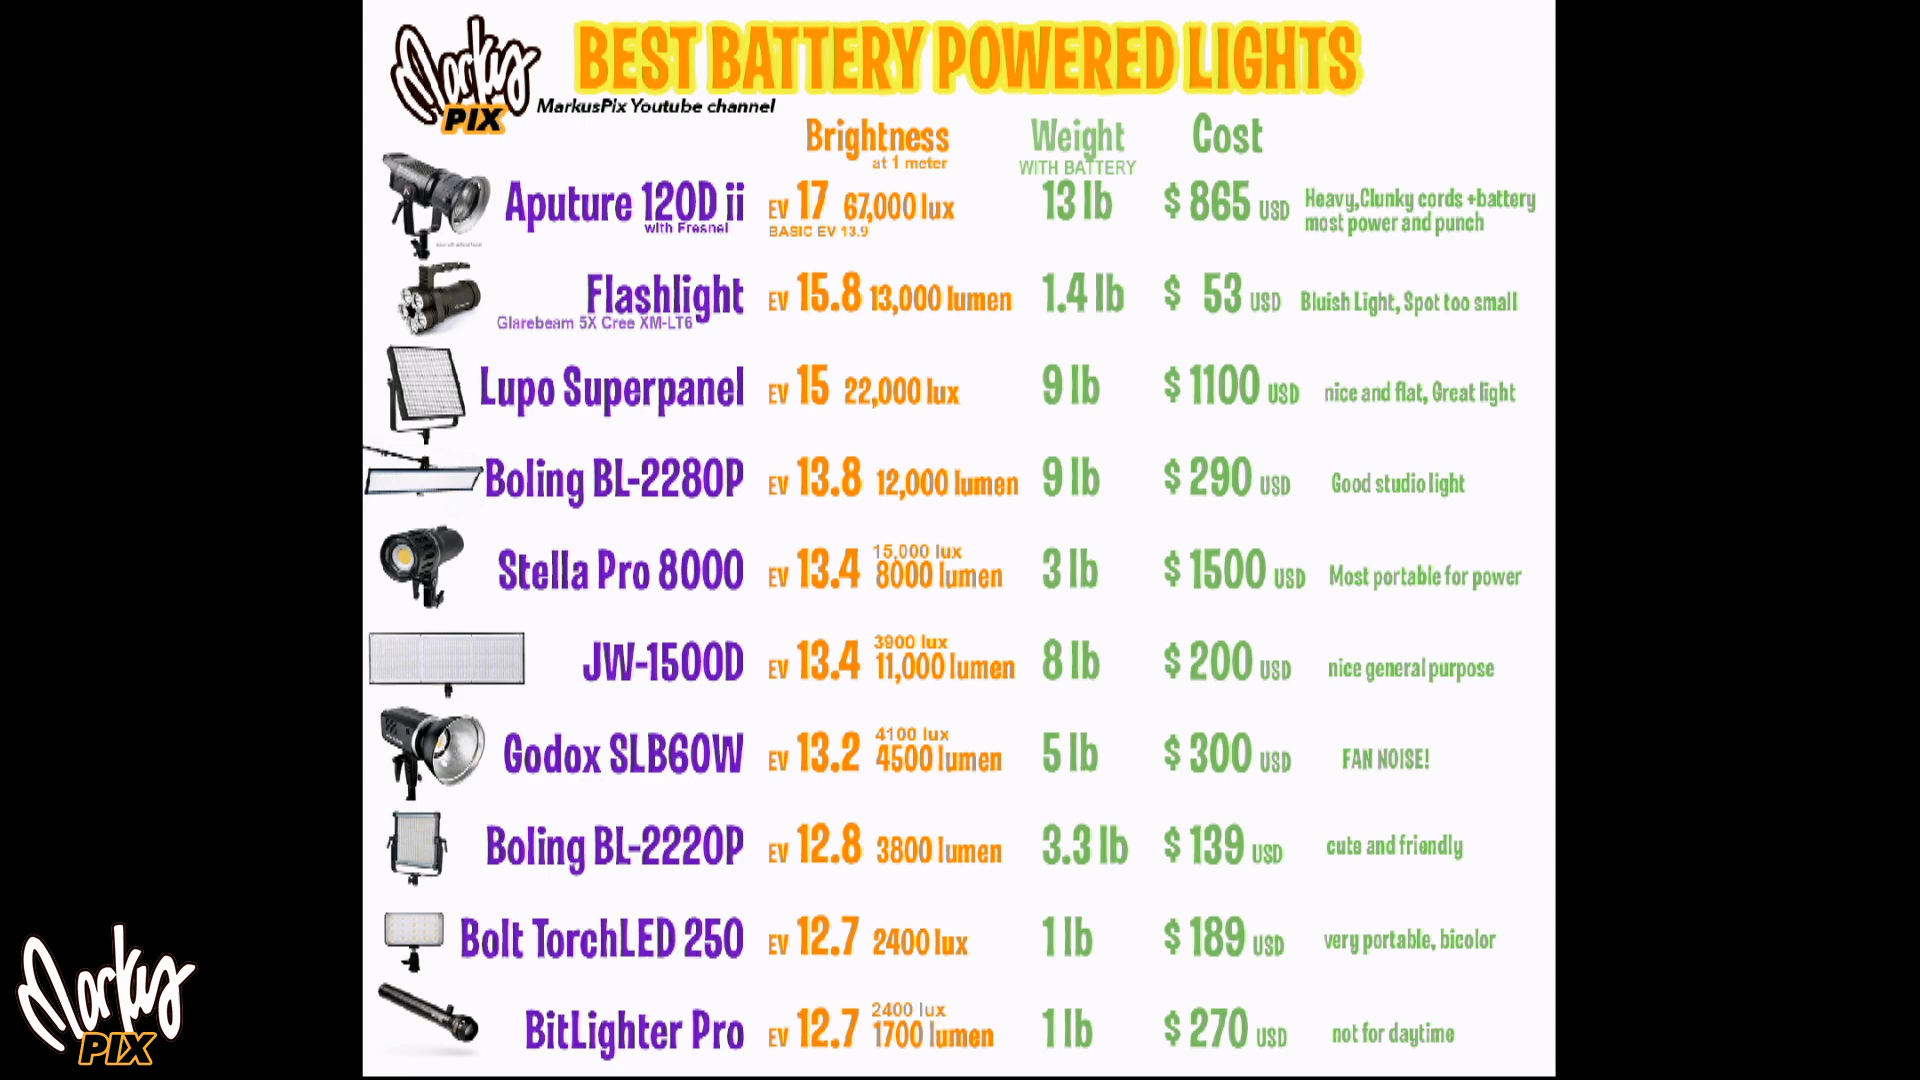 Markus PIX
BEST BATTERY POWERED LIGHTS
MarkusPix Youtube channel
Brightness
at 1 meter
Weight
WITH BATTERY
Cost
Aputure 120D ii
with Fresnel
EV 17 67,000 lux
BASIC EV 13.9
13 lb
$ 865 USD
Heavy,Clunky cords +battery
most power and punch
Flashlight
Glarebeam 5X Cree XM-LT6
EV 15.8 13,000 lumen
1.4 lb
$ 53 USD
Bluish Light, Spot too small
Lupo Superpanel
EV 15 22,000 lux
9 lb
$ 1100 USD
nice and flat, Great light
Boling BL-2280P
EV 13.8 12,000 lumen
9 lb
$ 290 USD
Good studio light
Stella Pro 8000
EV 13.4
15,000 lux
8000 lumen
3 lb
$ 1500 USD
Most portable for power
JW-1500D
EV 13.4
3900 lux
11,000 lumen
8 lb
$ 200 USD
nice general purpose
Godox SLB60W
EV 13.2
4100 lux
4500 lumen
5 lb
$ 300 USD
FAN NOISE!
Boling BL-2220P
EV 12.8 3800 lumen
3.3 lb
$ 139 USD
cute and friendly
Bolt TorchLED 250
EV 12.7 2400 lux
1 lb
$ 189 USD
very portable, bicolor
BitLighter Pro
EV 12.7
2400 lux
1700 lumen
1 lb
$ 270 USD
not for daytime
Markus
PIX